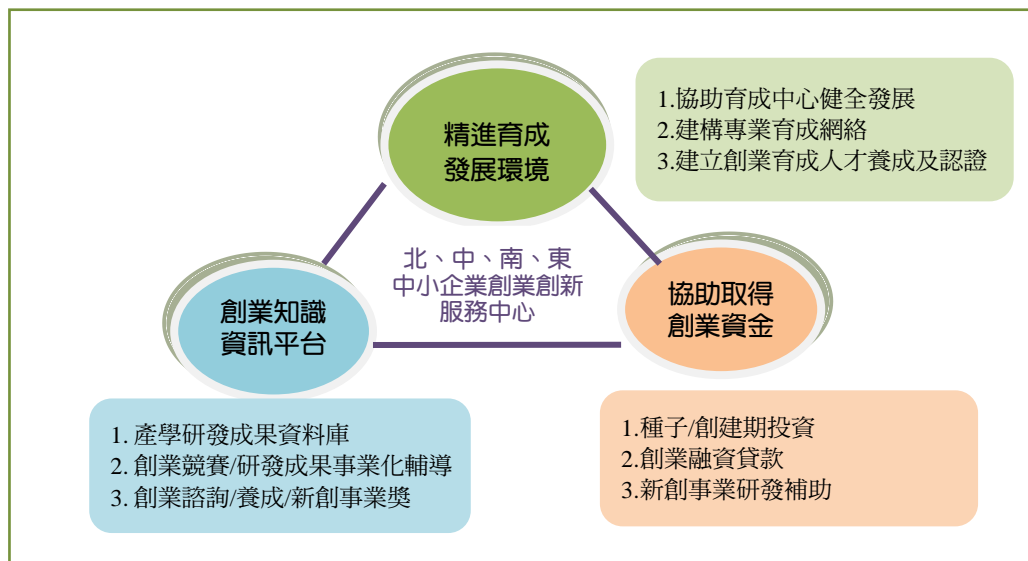 精進育成
發展環境
1.協助育成中心健全發展
2.建構專業育成網絡
3.建立創業育成人才養成及認證
北、中、南、東
中小企業創業創新
服務中心
創業知識
資訊平台
協助取得
創業資金
1. 產學研發成果資料庫
2. 創業競賽/研發成果事業化輔導
3. 創業諮詢/養成/新創事業獎
1.種子/創建期投資
2.創業融資貸款
3.新創事業研發補助